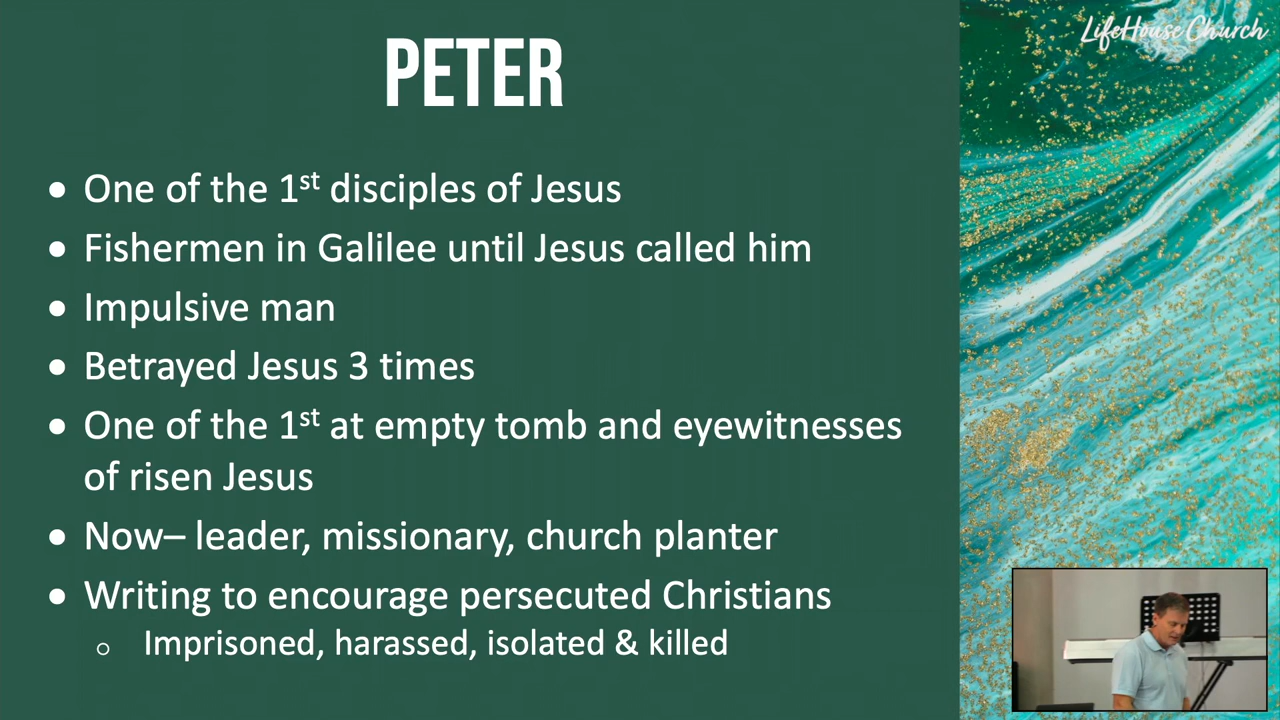 LifeHouse Church
PETER
• One of the 1st disciples of Jesus
• Fishermen in Galilee until Jesus called him
• Impulsive man
• Betrayed Jesus 3 times
• One of the 1st at empty tomb and eyewitnesses
of risen Jesus
• Now– leader, missionary, church planter
• Writing to encourage persecuted Christians
○ Imprisoned, harassed, isolated & killed